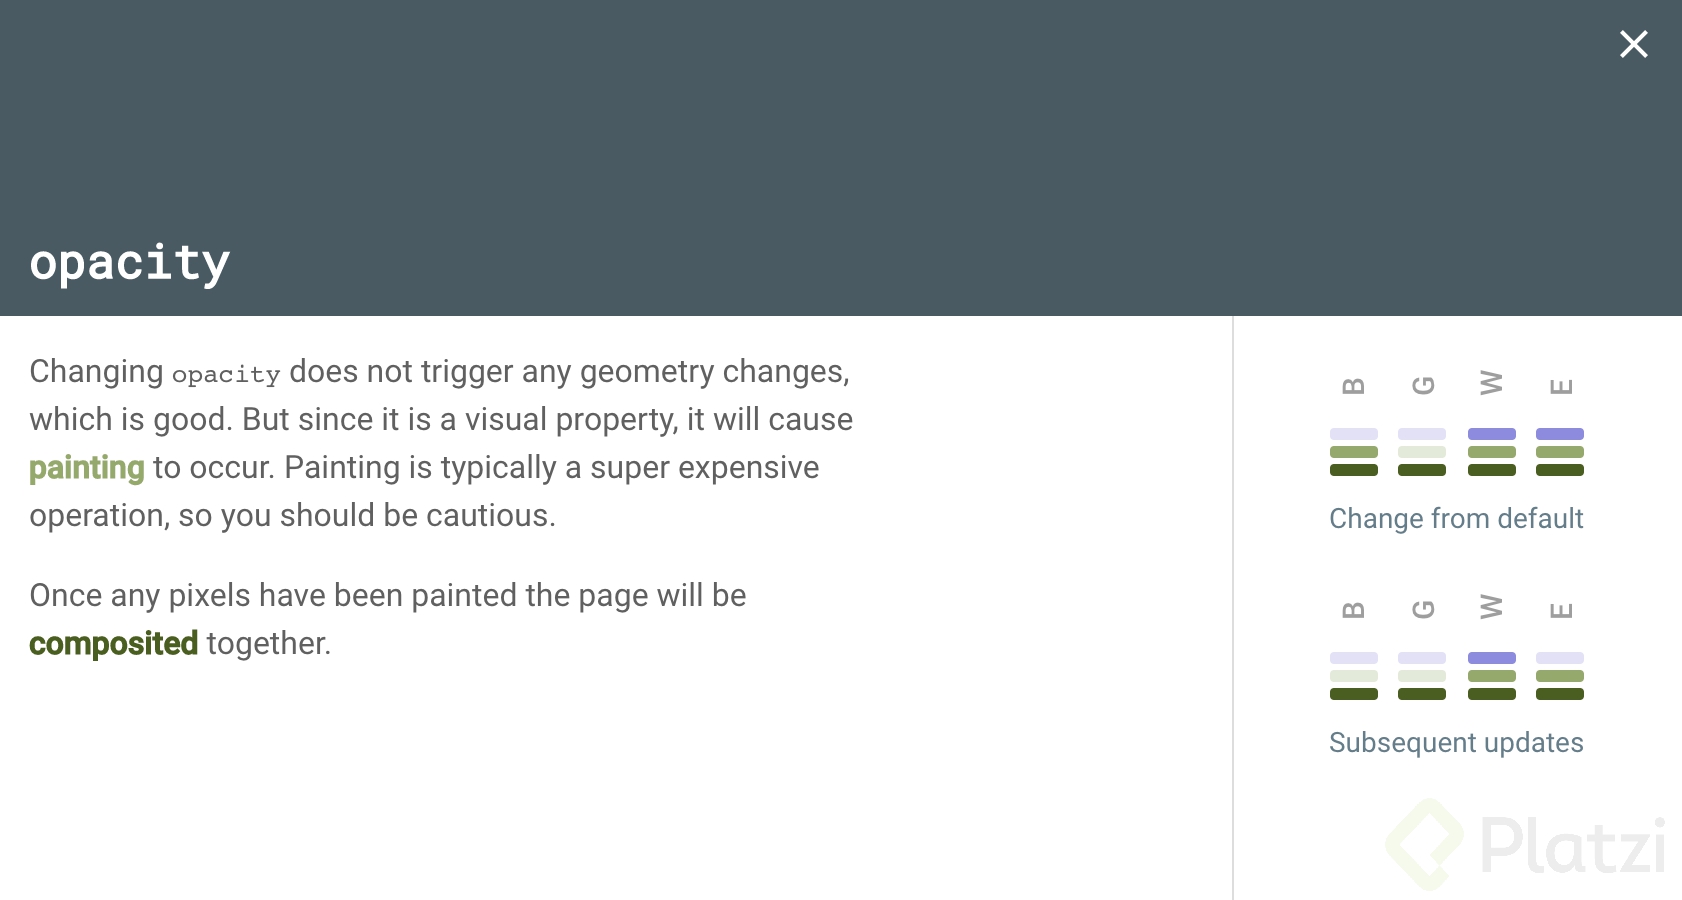 opacity
Changing opacity does not trigger any geometry changes,
which is good. But since it is a visual property, it will cause
painting to occur. Painting is typically a super expensive
operation, so you should be cautious.
Once any pixels have been painted the page will be
composited together.
B G W E
Change from default
B G W E
Subsequent updates
Platzi